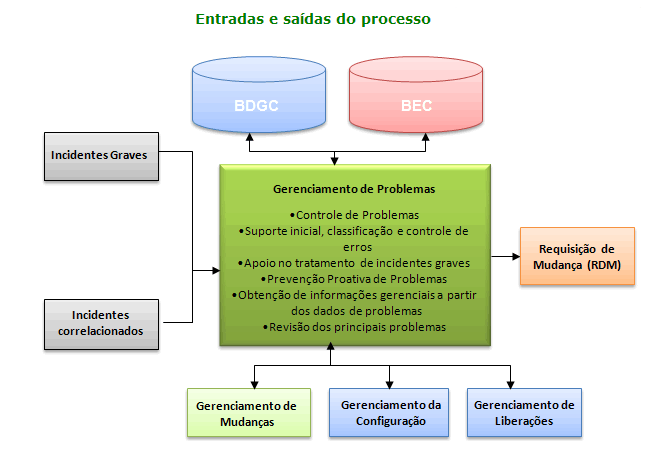 Entradas e saídas do processo
BDGC
BEC
Incidentes Graves
Incidentes
correlacionados
Gerenciamento de Problemas
•Controle de Problemas
•Suporte inicial, classificação e controle de
erros
•Apoio no tratamento de incidentes graves
•Prevenção Proativa de Problemas
•Obtenção de informações gerenciais a partir
dos dados de problemas
•Revisão dos principais problemas
Requisição de
Mudança (RDM)
Gerenciamento de
Mudanças
Gerenciamento da
Configuração
Gerenciamento de
Liberações